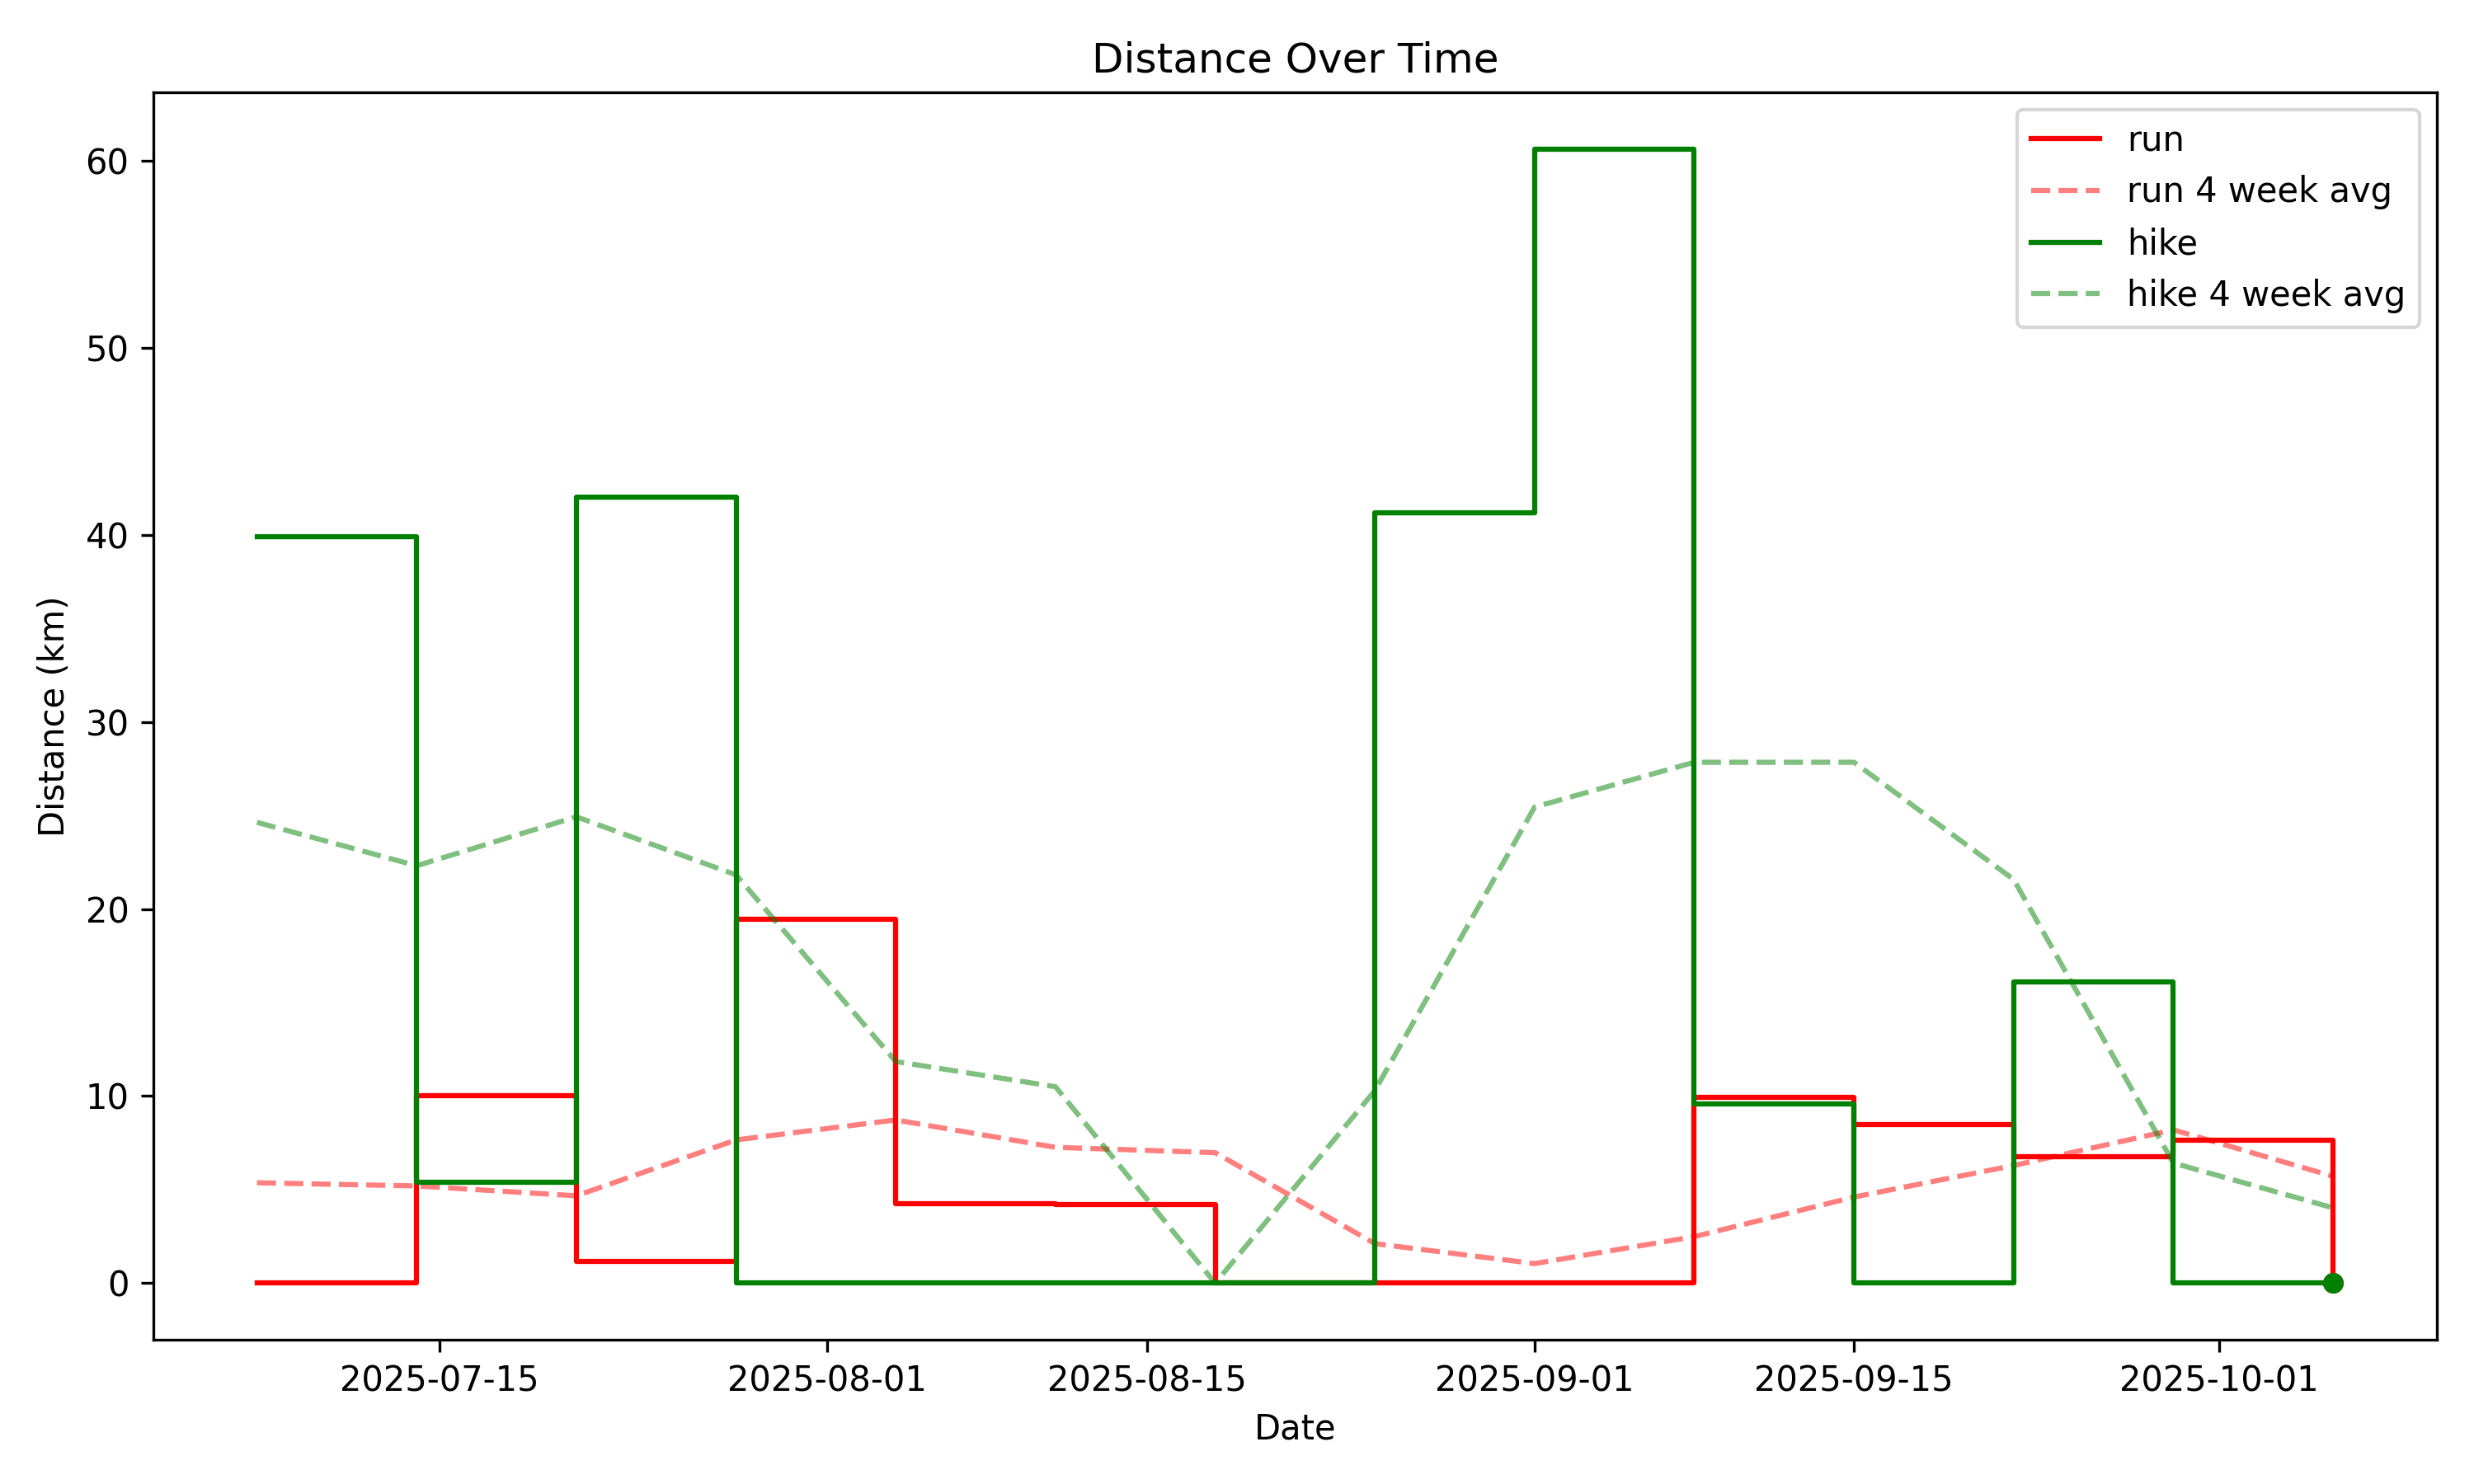 Distance Over Time
run
run 4 week avg
hike
hike 4 week avg
Distance (km)
60
50
40
30
20
10
0
2025-07-15 2025-08-01 2025-08-15 2025-09-01 2025-09-15 2025-10-01
Date